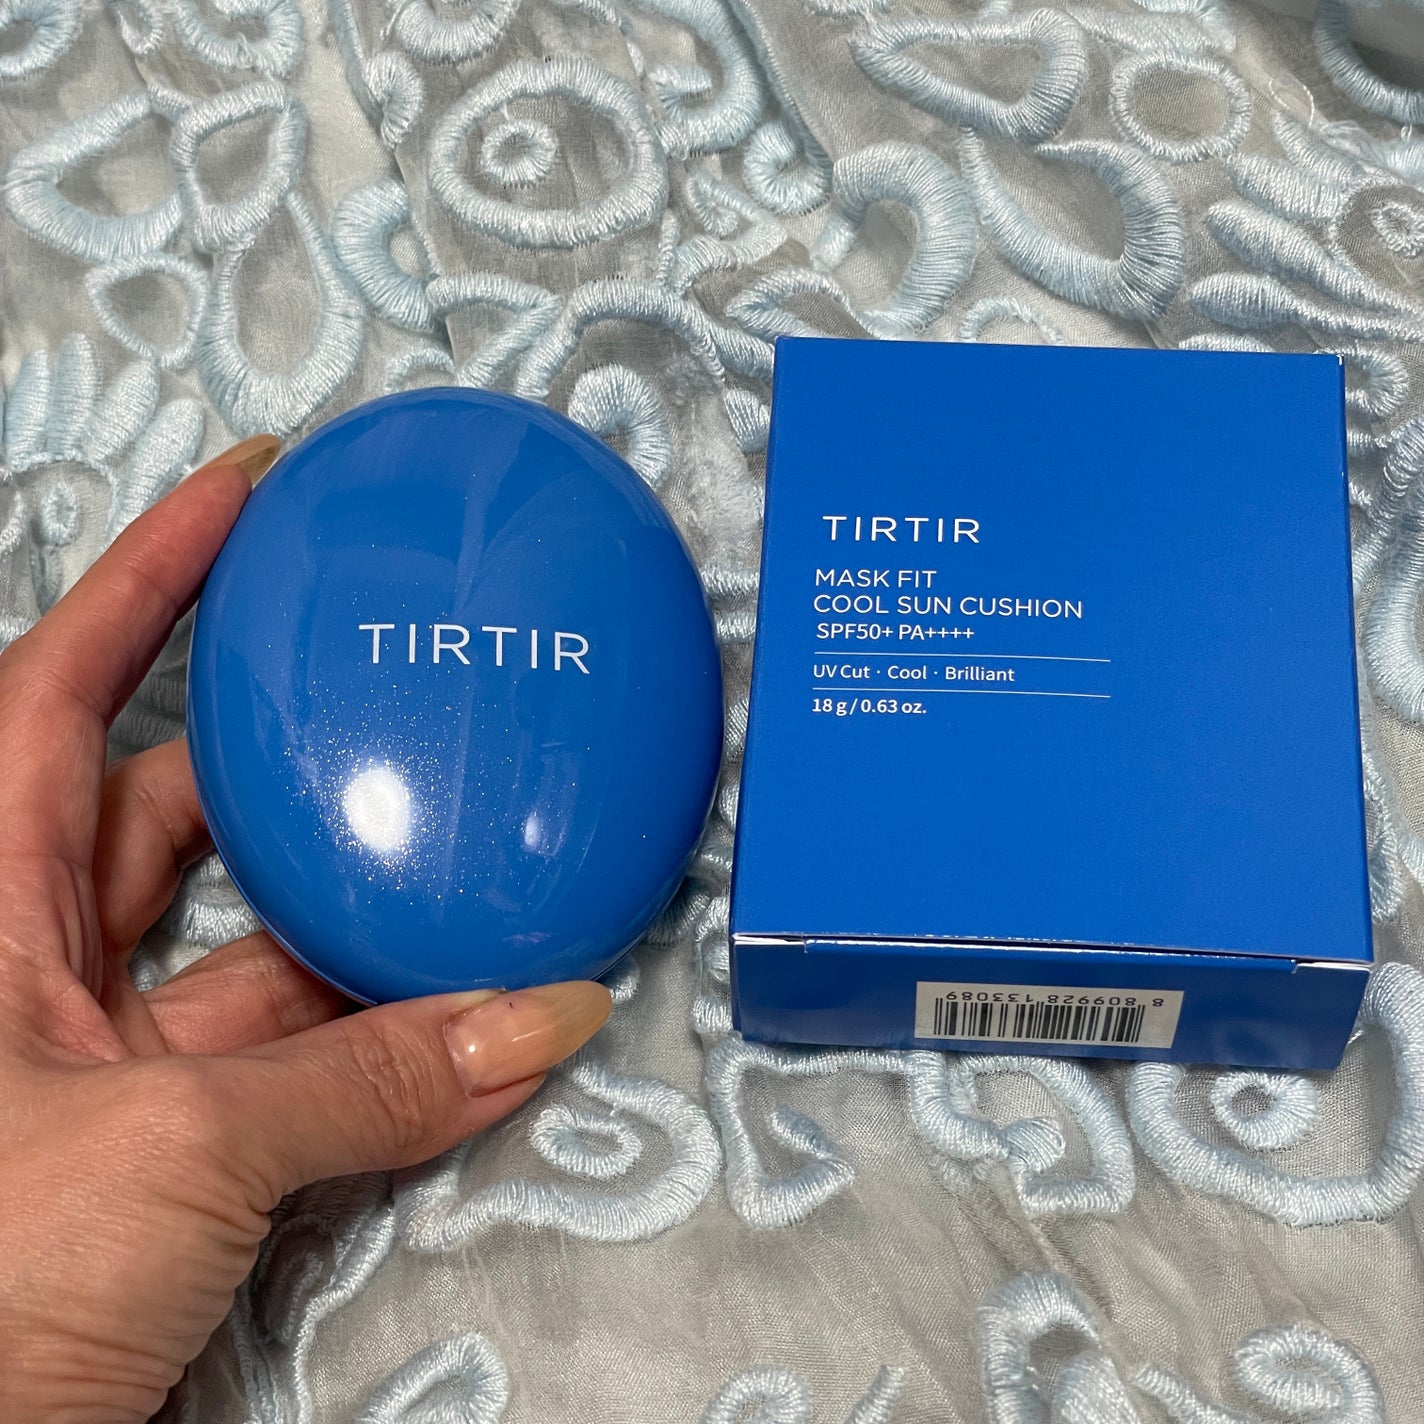 TIRTIR
TIRTIR
MASK FIT
COOL SUN CUSHION
SPF50+ PA++++
UV Cut · Cool · Brilliant
18 g / 0.63 oz.
8 809928 133089